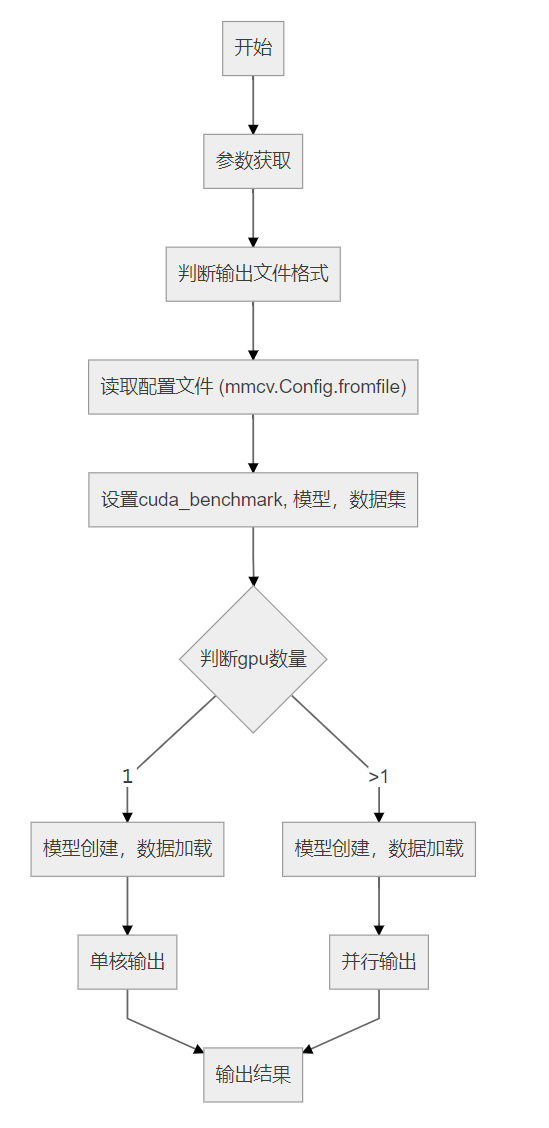 开始
参数获取
判断输出文件格式
读取配置文件 (mmcv.Config.fromfile)
设置cuda_benchmark, 模型，数据集
判断gpu数量
1
>1
模型创建，数据加载
模型创建，数据加载
单核输出
并行输出
输出结果